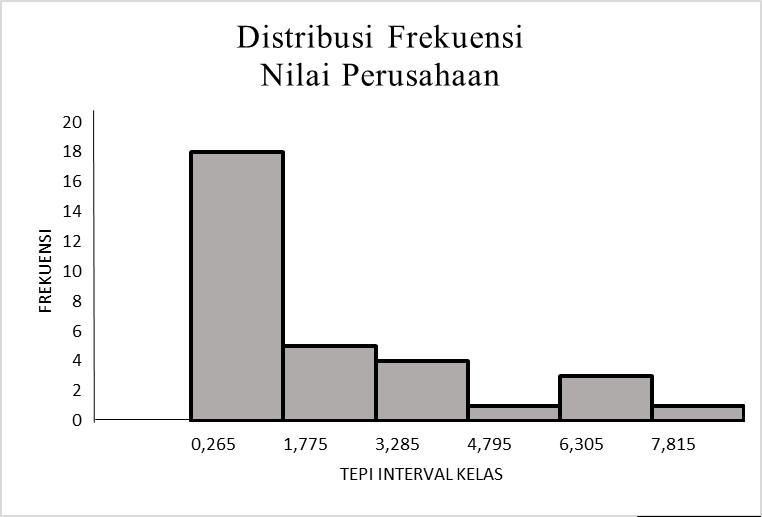 Distribusi Frekuensi
Nilai Perusahaan
20
18
16
14
12
10
8
6
4
2
0
FREKUENSI
0,265 1,775 3,285 4,795 6,305 7,815
TEPI INTERVAL KELAS